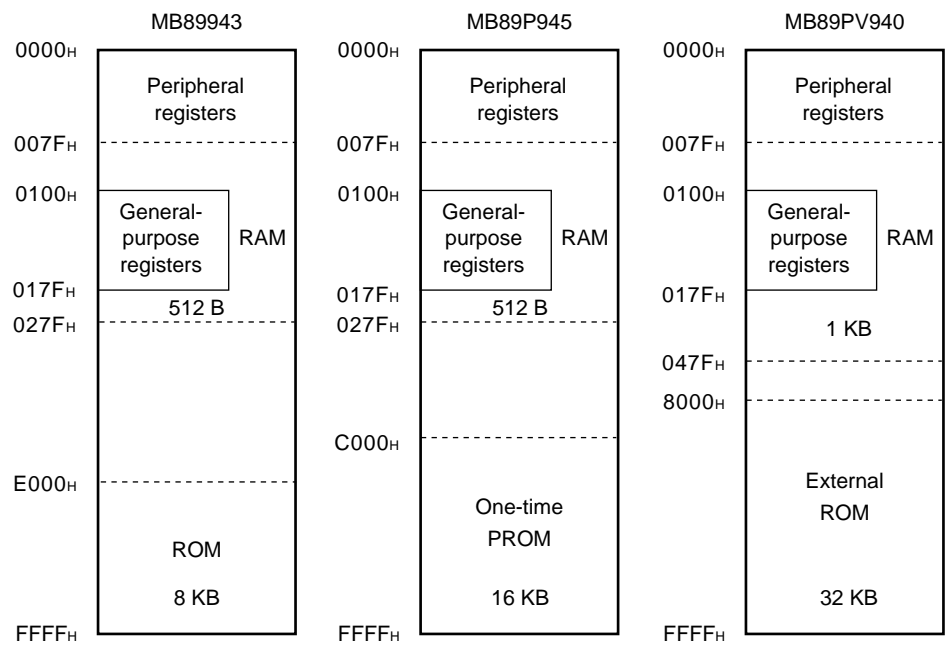 MB89943
0000H
Peripheral
registers
007FH
0100H
General-
purpose
registers
RAM
017FH
512 B
027FH
E000H
ROM
8 KB
FFFFH
MB89P945
0000H
Peripheral
registers
007FH
0100H
General-
purpose
registers
RAM
017FH
512 B
027FH
C000H
One-time
PROM
16 KB
FFFFH
MB89PV940
0000H
Peripheral
registers
007FH
0100H
General-
purpose
registers
RAM
017FH
1 KB
047FH
8000H
External
ROM
32 KB
FFFFH